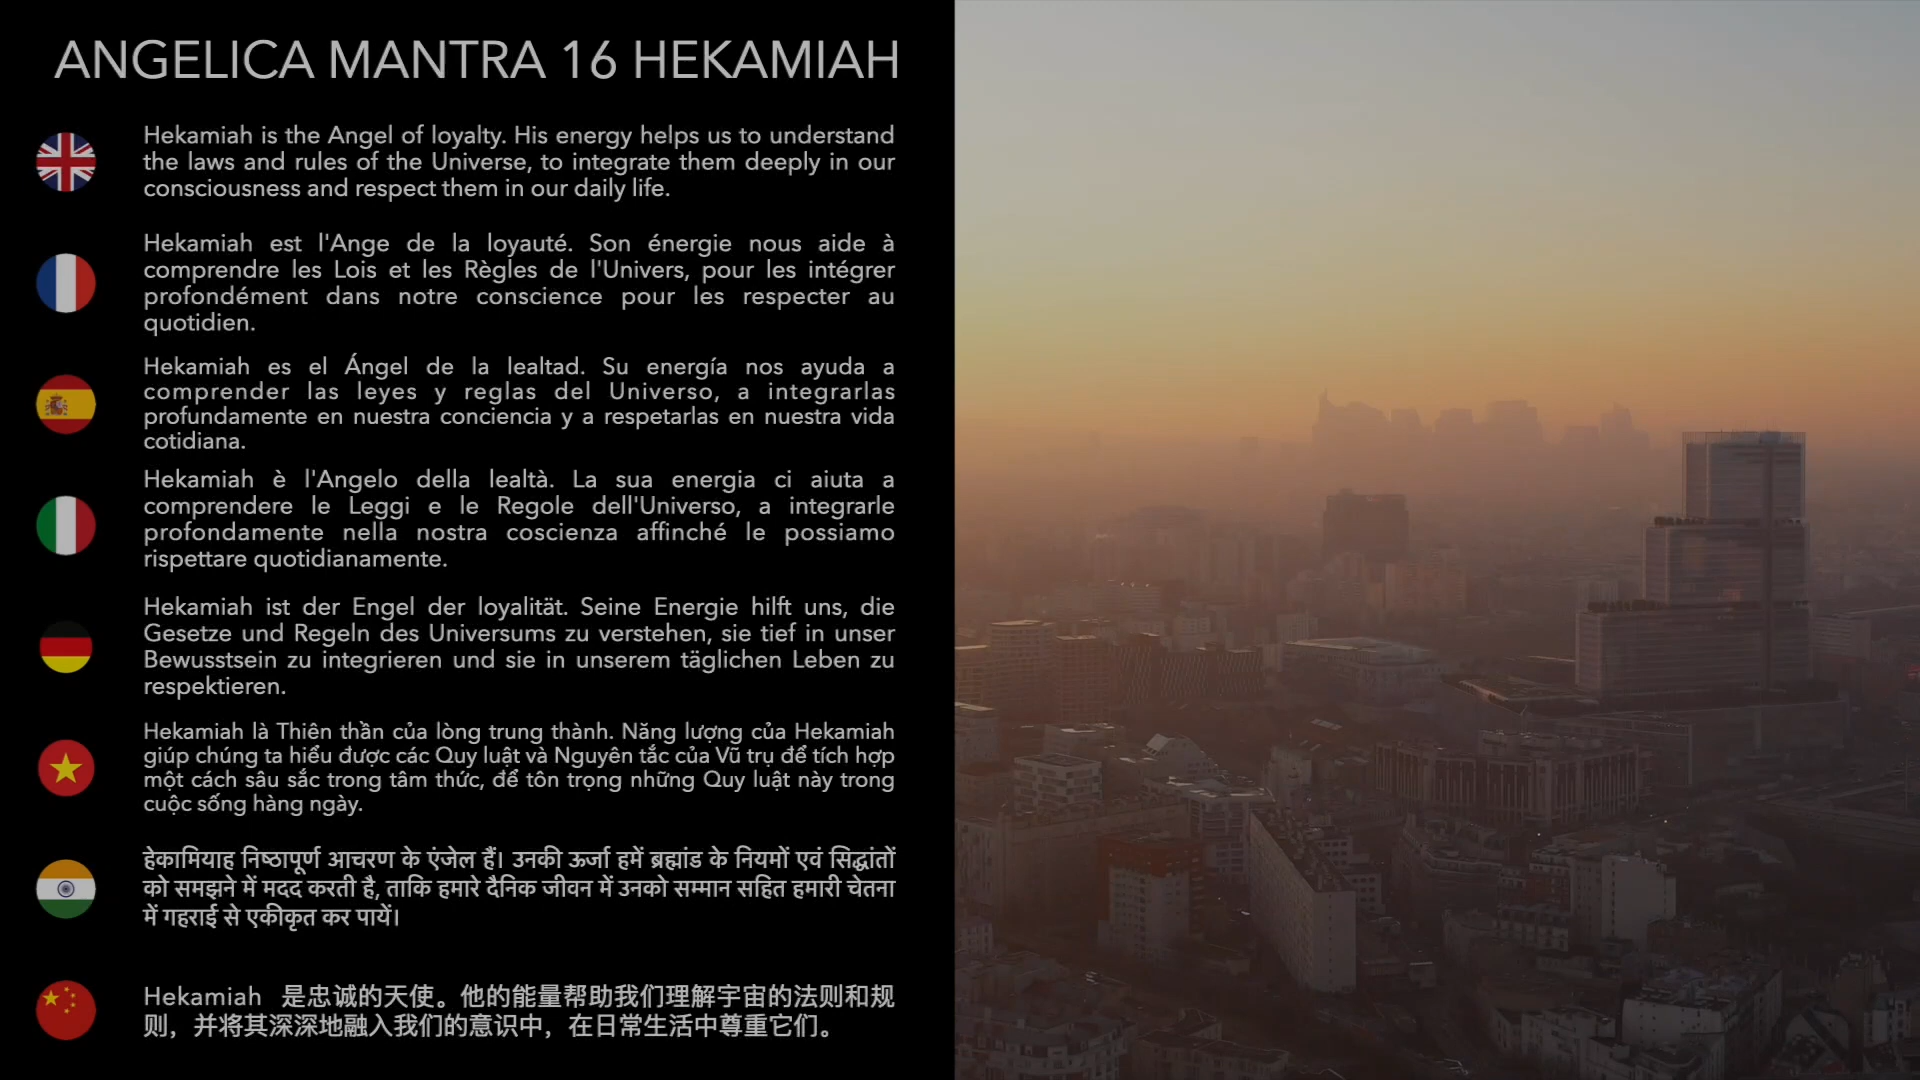 ANGELICA MANTRA 16 HEKAMIAH
Hekamiah is the Angel of loyalty. His energy helps us to understand
the laws and rules of the Universe, to integrate them deeply in our
consciousness and respect them in our daily life.
Hekamiah est l'Ange de la loyauté. Son énergie nous aide à
comprendre les Lois et les Règles de l'Univers, pour les intégrer
profondément dans notre conscience pour les respecter au
quotidien.
Hekamiah es el Ángel de la lealtad. Su energía nos ayuda a
comprender las leyes y reglas del Universo, a integrarlas
profundamente en nuestra conciencia y a respetarlas en nuestra vida
cotidiana.
Hekamiah è l'Angelo della lealtà. La sua energia ci aiuta a
comprendere le Leggi e le Regole dell'Universo, a integrarle
profondamente nella nostra coscienza affinché le possiamo
rispettare quotidianamente.
Hekamiah ist der Engel der loyalität. Seine Energie hilft uns, die
Gesetze und Regeln des Universums zu verstehen, sie tief in unser
Bewusstsein zu integrieren und sie in unserem täglichen Leben zu
respektieren.
Hekamiah là Thiên thần của lòng trung thành. Năng lượng của Hekamiah
giúp chúng ta hiểu được các Quy luật và Nguyên tắc của Vũ trụ để tích hợp
một cách sâu sắc trong tâm thức, để tôn trọng những Quy luật này trong
cuộc sống hàng ngày.
हेकामियाह निष्ठापूर्ण आचरण के एंजेल हैं। उनकी ऊर्जा हमें ब्रह्मांड के नियमों एवं सिद्धांतों
को समझने में मदद करती है, ताकि हमारे दैनिक जीवन में उनको सम्मान सहित हमारी चेतना
में गहराई से एकीकृत कर पायें।
Hekamiah 是忠诚的天使。他的能量帮助我们理解宇宙的法则和规
则，并将其深深地融入我们的意识中，在日常生活中尊重它们。